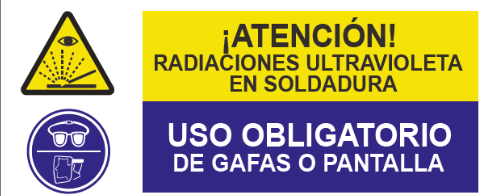 ¡ATENCIÓN!
RADIACIONES ULTRAVIOLETA
EN SOLDADURA
USO OBLIGATORIO
DE GAFAS O PANTALLA